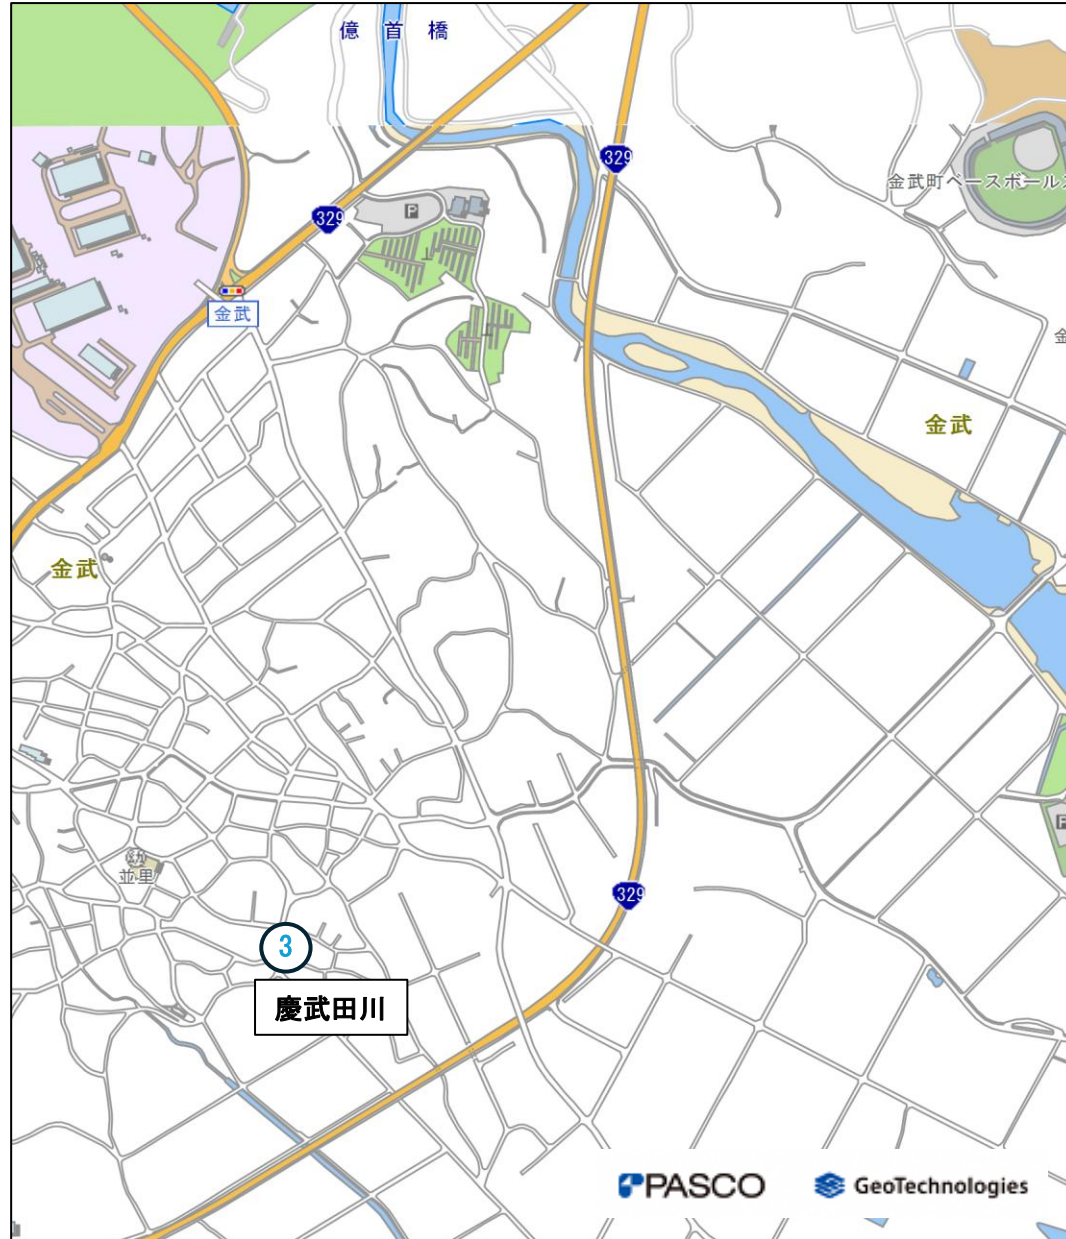 億首橋
329
金武町ベースボールス
329
P
金武
金
金武
金武
幼
並里
P
329
3
慶武田川
PASCO
GeoTechnologies